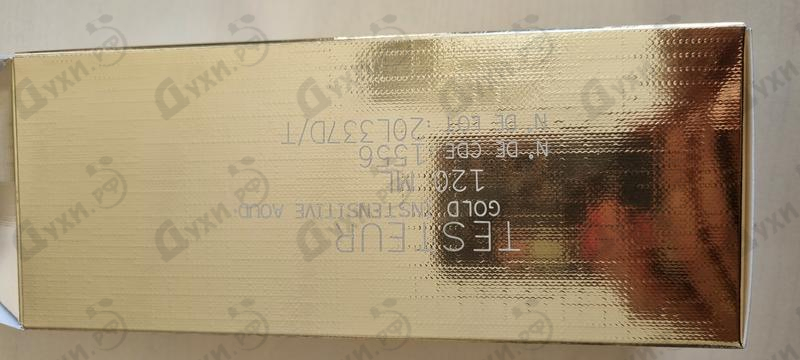 TESTEUR
GOLD INSTENSITIVE AOUD
120 ML
N° DE CDE 1556
N° DE LOT :20L337D/T
Духи.рф